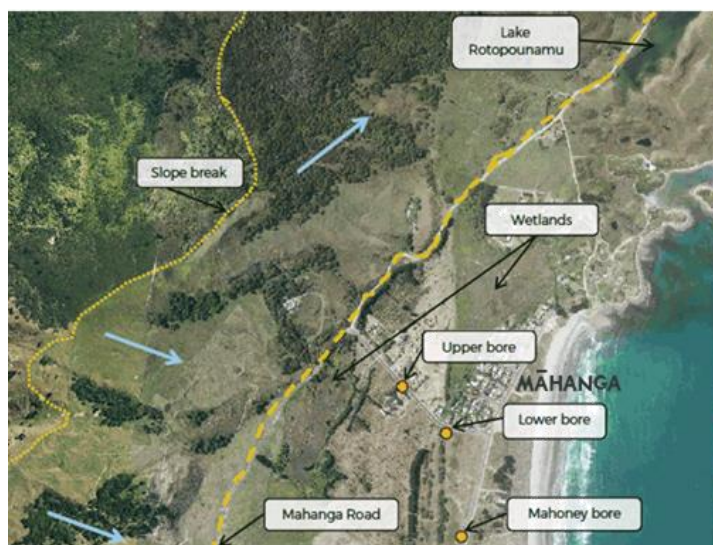 Lake
Rotopounamu
Slope break
Wetlands
Upper bore
MĀHANGA
Lower bore
Mahanga Road
Mahoney bore